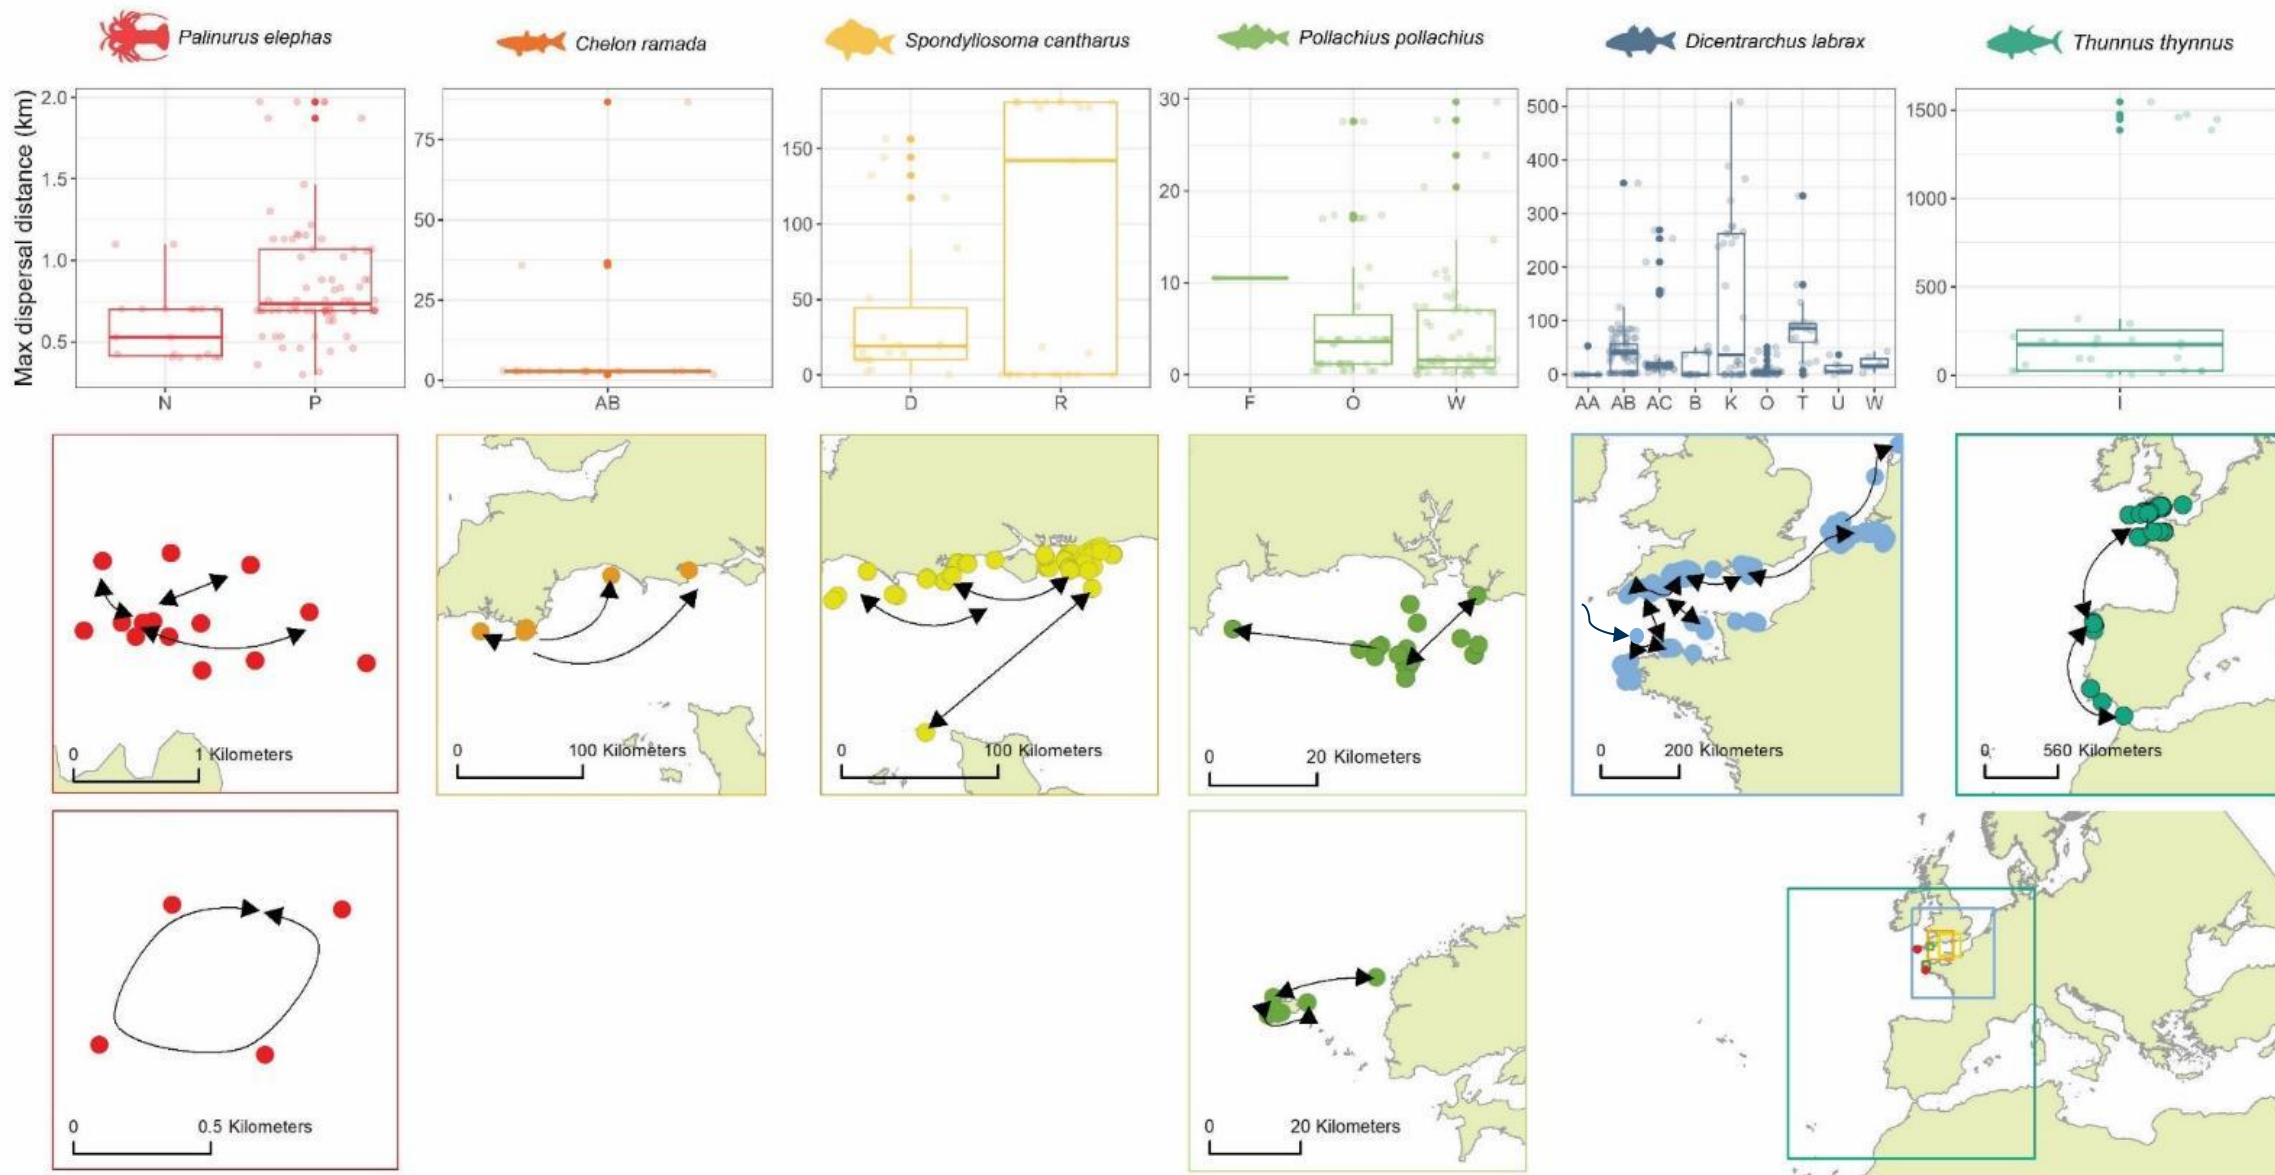 Palinurus elephas
Chelon ramada
Spondyliosoma cantharus
Pollachius pollachius
Dicentrarchus labrax
Thunnus thynnus
Max dispersal distance (km)
2.0
1.5
1.0
0.5
N P
75
50
25
0
AB
150
100
50
0
D R
30
20
10
0
F O W
500
400
300
200
100
0
AA AB AC B K O T U W
1500
1000
500
0
I
0 1 Kilometers
0 100 Kilometers
0 100 Kilometers
0 20 Kilometers
0 200 Kilometers
0 560 Kilometers
0 0.5 Kilometers
0 20 Kilometers